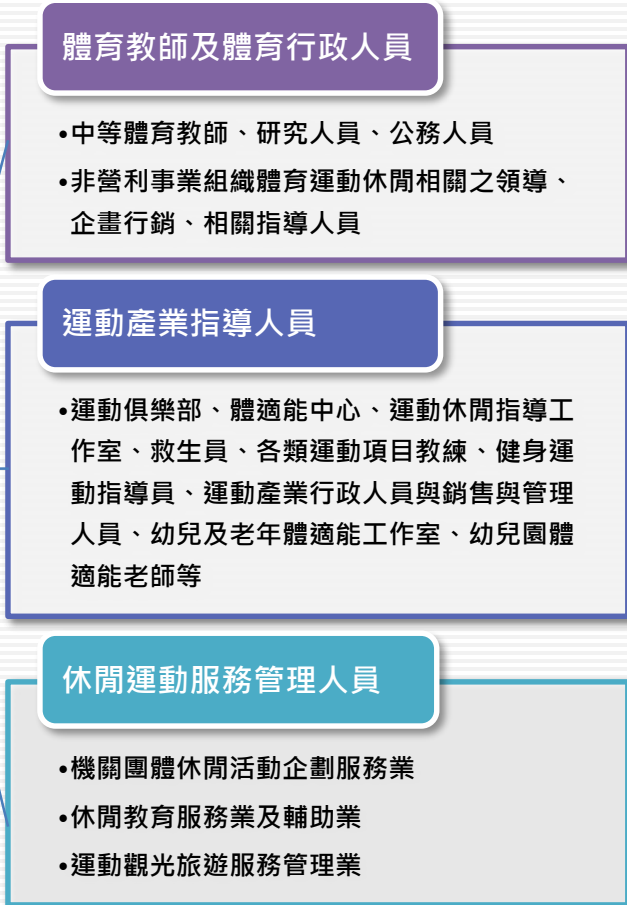 體育教師及體育行政人員
•中等體育教師、研究人員、公務人員
•非營利事業組織體育運動休閒相關之領導、
企畫行銷、相關指導人員
運動產業指導人員
•運動俱樂部、體適能中心、運動休閒指導工
作室、救生員、各類運動項目教練、健身運
動指導員、運動產業行政人員與銷售與管理
人員、幼兒及老年體適能工作室、幼兒園體
適能老師等
休閒運動服務管理人員
•機關團體休閒活動企劃服務業
•休閒教育服務業及輔助業
•運動觀光旅遊服務管理業